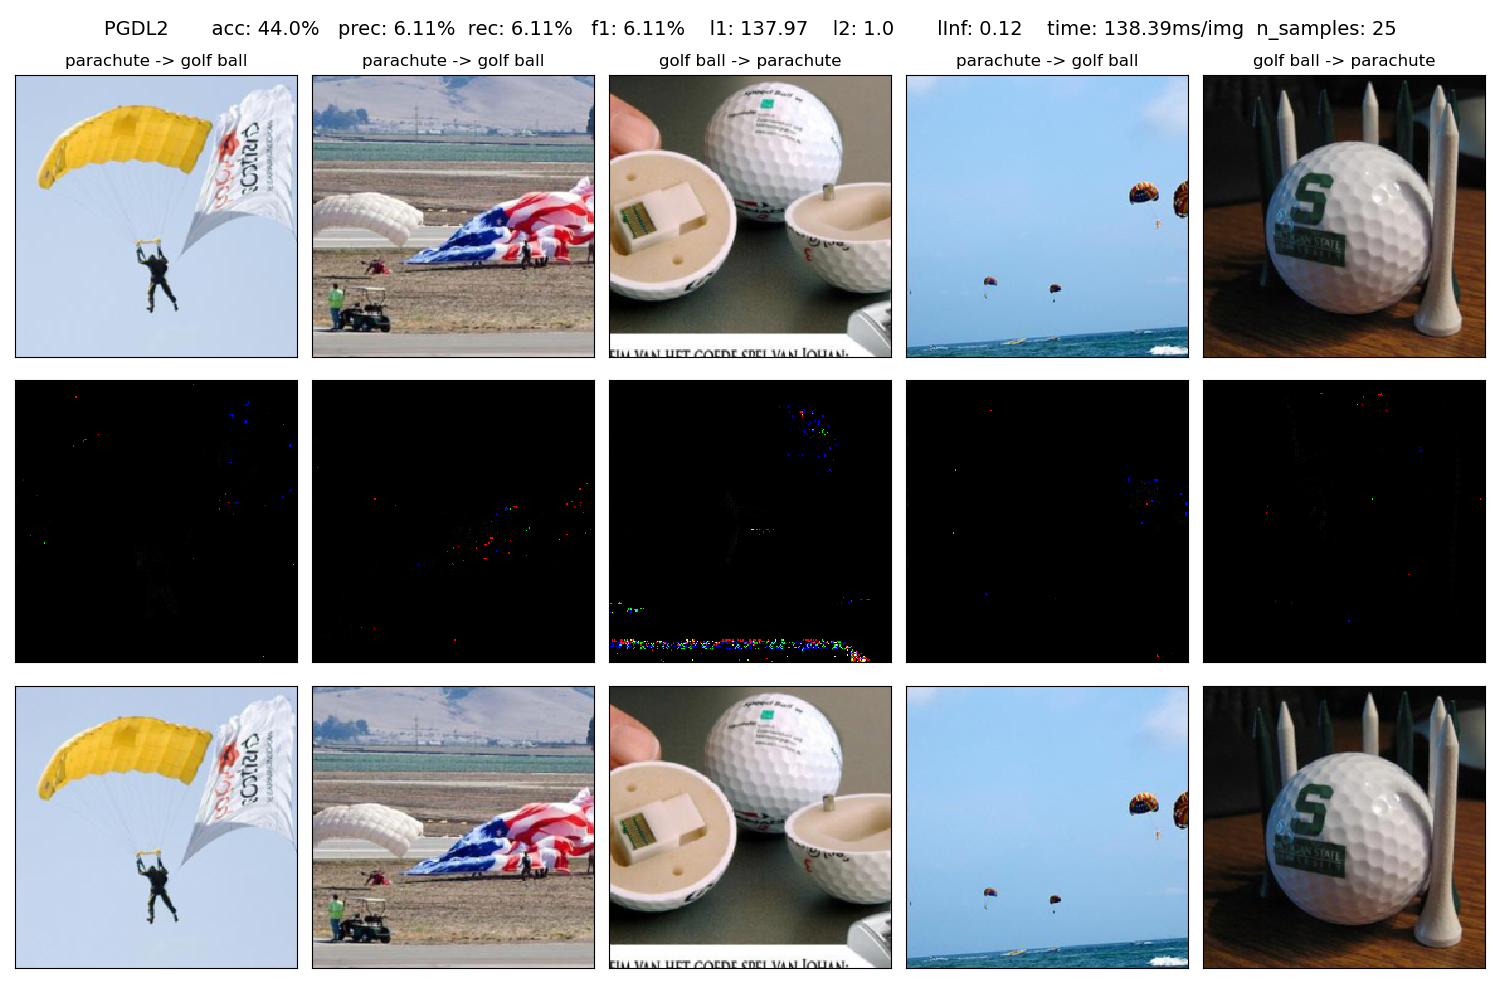 PGDL2 acc: 44.0% prec: 6.11% rec: 6.11% f1: 6.11% l1: 137.97 l2: 1.0 lInf: 0.12 time: 138.39ms/img n_samples: 25
parachute -> golf ball
parachute -> golf ball
golf ball -> parachute
parachute -> golf ball
golf ball -> parachute
S
STATE
EIM VAN HET GOEDE SPEL VAN JOHAN:
S
STATE
EIM VAN HET GOEDE SPEL VAN JOHAN: